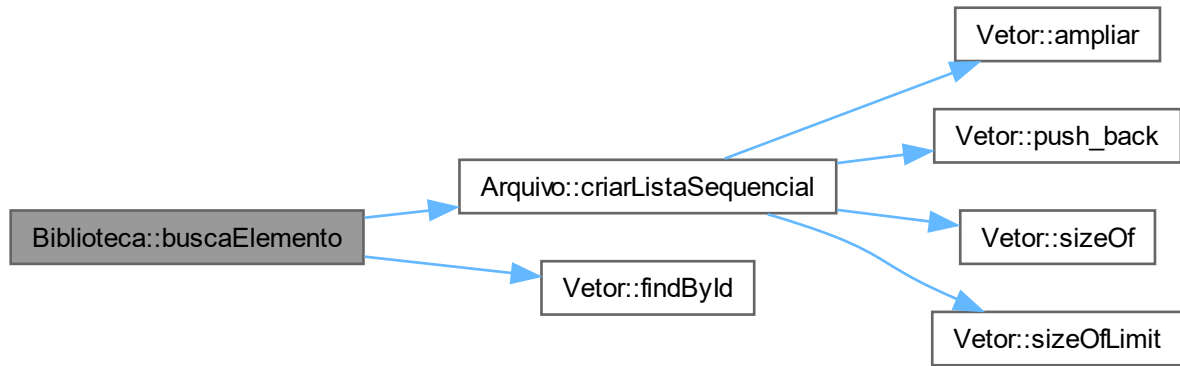 Biblioteca::buscaElemento
Arquivo::criarListaSequencial
Vetor::findById
Vetor::ampliar
Vetor::push_back
Vetor::sizeOf
Vetor::sizeOfLimit